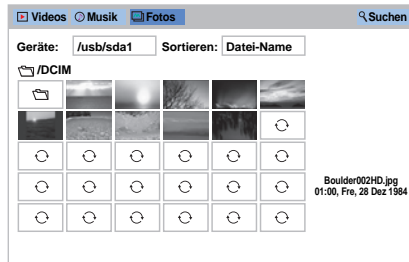 Videos Musik Fotos Suchen
Geräte: /usb/sda1 Sortieren: Datei-Name
/DCIM
Boulder002HD.jpg
01:00, Fre, 28 Dez 1984